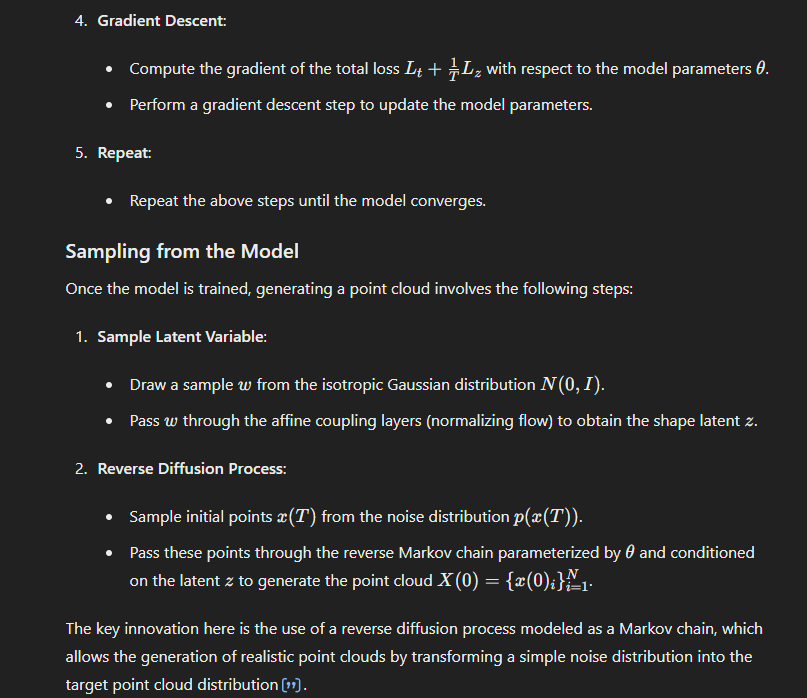 4. Gradient Descent:
• Compute the gradient of the total loss L_t + \frac{1}{T}L_z with respect to the model parameters θ.
• Perform a gradient descent step to update the model parameters.
5. Repeat:
• Repeat the above steps until the model converges.
Sampling from the Model
Once the model is trained, generating a point cloud involves the following steps:
1. Sample Latent Variable:
• Draw a sample w from the isotropic Gaussian distribution N(0, I).
• Pass w through the affine coupling layers (normalizing flow) to obtain the shape latent z.
2. Reverse Diffusion Process:
• Sample initial points x(T) from the noise distribution p(x(T)).
• Pass these points through the reverse Markov chain parameterized by θ and conditioned
on the latent z to generate the point cloud X(0) = {x(0)_i}_{i=1}^N.
The key innovation here is the use of a reverse diffusion process modeled as a Markov chain, which
allows the generation of realistic point clouds by transforming a simple noise distribution into the
target point cloud distribution [”].